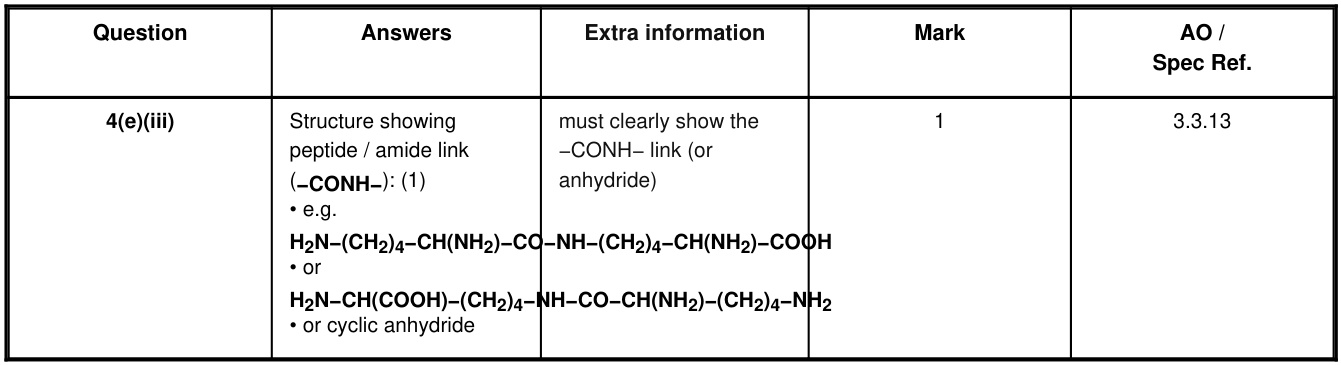 Question Answers Extra information Mark AO /
Spec Ref.
4(e)(iii) Structure showing must clearly show the 1 3.3.13
peptide / amide link −CONH− link (or
(−CONH−): (1) anhydride)
• e.g.
H₂N−(CH₂)₄−CH(NH₂)−CO−NH−(CH₂)₄−CH(NH₂)−COOH
• or
H₂N−CH(COOH)−(CH₂)₄−NH−CO−CH(NH₂)−(CH₂)₄−NH₂
• or cyclic anhydride